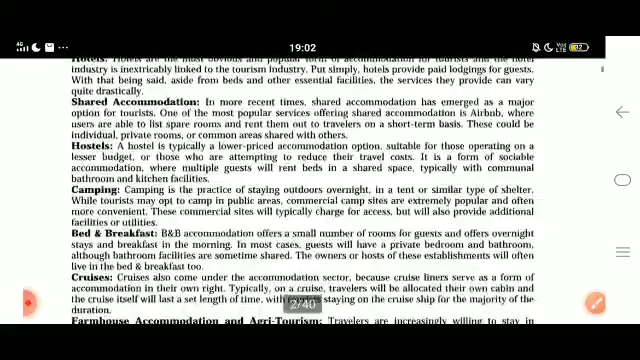 4G
19:02
Vo)
LTE
12
Hotels: Hotels are the most obvious and popular form of accommodation for tourists and the hotel
industry is inextricably linked to the tourism industry. Put simply, hotels provide paid lodgings for guests.
With that being said, aside from beds and other essential facilities, the services they provide can vary
quite drastically.
Shared Accommodation: In more recent times, shared accommodation has emerged as a major
option for tourists. One of the most popular services offering shared accommodation is Airbnb, where
users are able to list spare rooms and rent them out to travelers on a short-term basis. These could be
individual, private rooms, or common areas shared with others.
Hostels: A hostel is typically a lower-priced accommodation option, suitable for those operating on a
lesser budget, or those who are attempting to reduce their travel costs. It is a form of sociable
accommodation, where multiple guests will rent beds in a shared space, typically with communal
bathroom and kitchen facilities.
Camping: Camping is the practice of staying outdoors overnight, in a tent or similar type of shelter.
While tourists may opt to camp in public areas, commercial camp sites are extremely popular and often
more convenient. These commercial sites will typically charge for access, but will also provide additional
facilities or utilities.
Bed & Breakfast: B&B accommodation offers a small number of rooms for guests and offers overnight
stays and breakfast in the morning. In most cases, guests will have a private bedroom and bathroom,
although bathroom facilities are sometime shared. The owners or hosts of these establishments will often
live in the bed & breakfast too.
Cruises: Cruises also come under the accommodation sector, because cruise liners serve as a form of
accommodation in their own right. Typically, on a cruise, travelers will be allocated their own cabin and
the cruise itself will last a set length of time, with staying on the cruise ship for the majority of the
duration.
2/40
Farmhouse Accommodation and Agri-Tourism: Travelers are increasingly willing to stay in